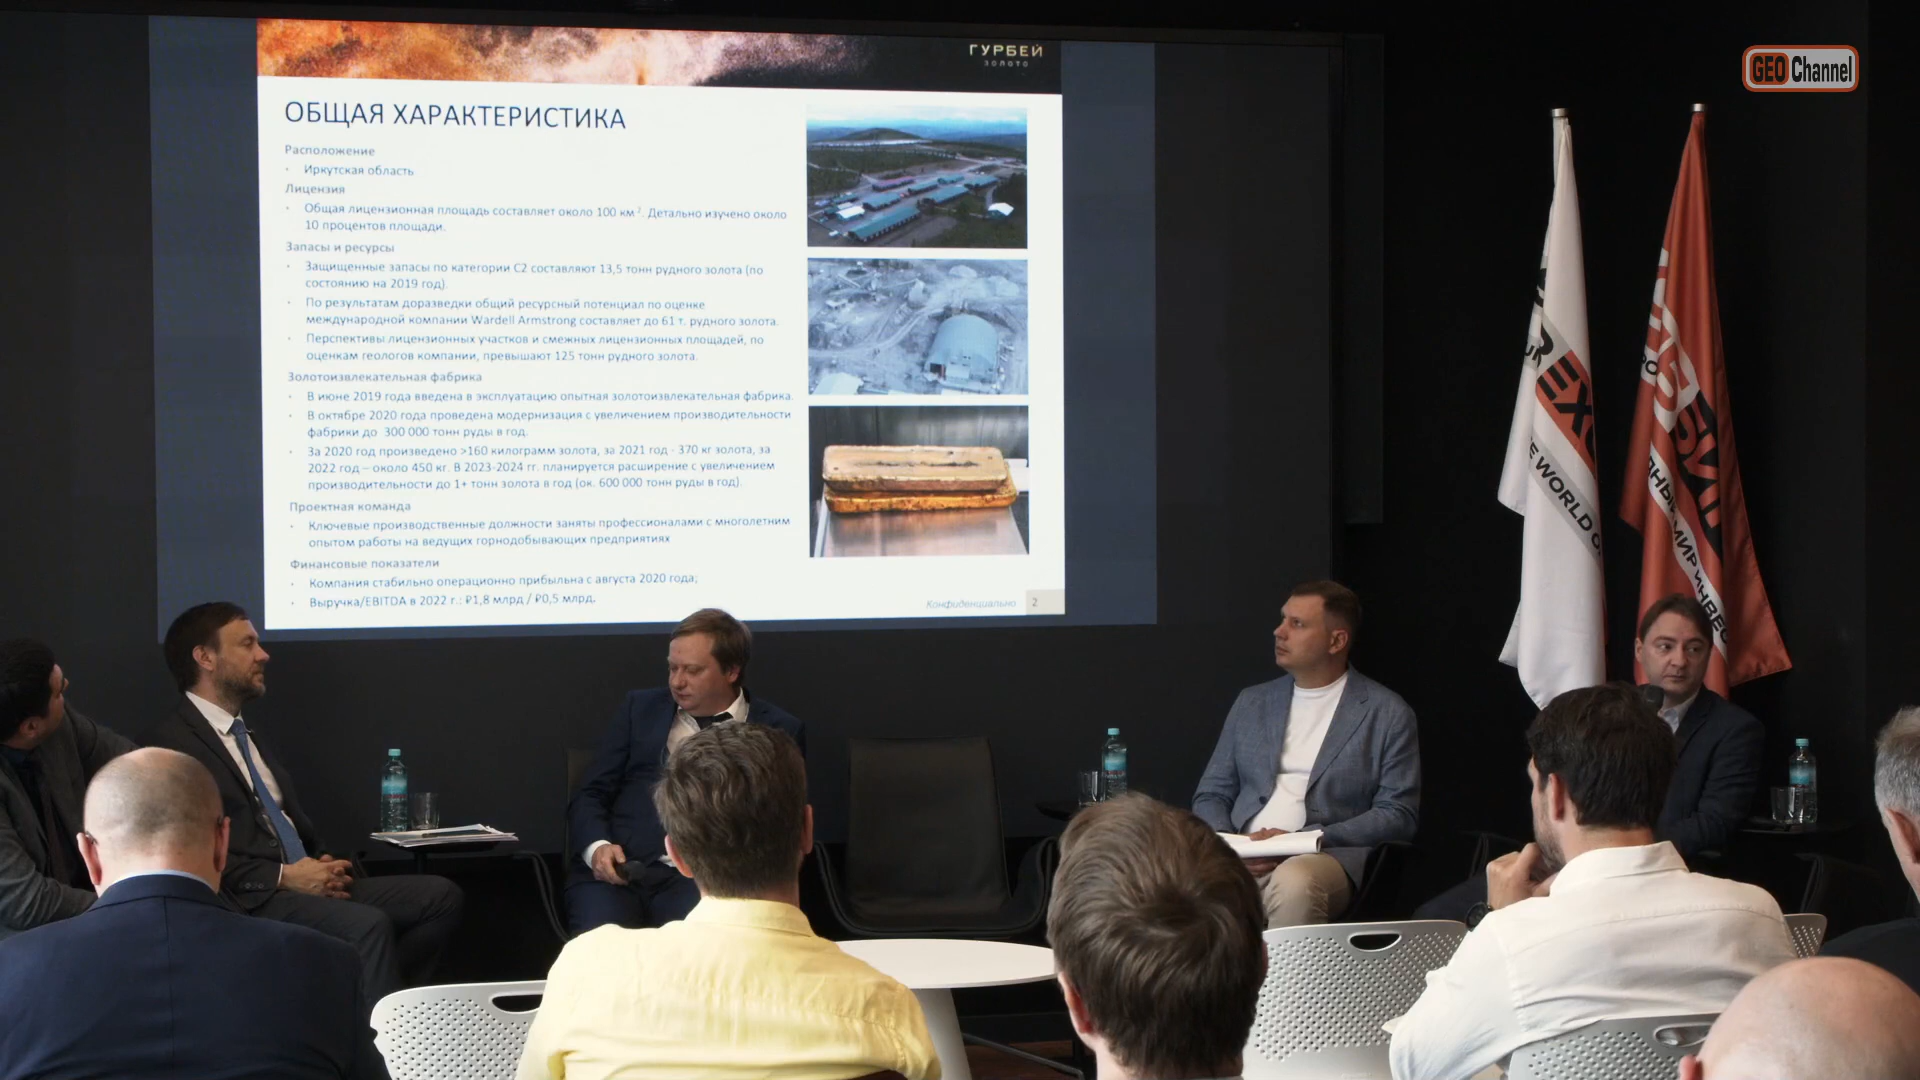 ГУРБЕЙ
ЗОЛОТО
GEO Channel
ОБЩАЯ ХАРАКТЕРИСТИКА
Расположение
· Иркутская область
Лицензия
· Общая лицензионная площадь составляет около 100 км². Детально изучено около
10 процентов площади.
Запасы и ресурсы
· Защищенные запасы по категории С2 составляют 13,5 тонн рудного золота (по
состоянию на 2019 год).
· По результатам доразведки общий ресурсный потенциал по оценке
международной компании Wardell Armstrong составляет до 61 т. рудного золота.
· Перспективы лицензионных участков и смежных лицензионных площадей, по
оценкам геологов компании, превышают 125 тонн рудного золота.
Золотоизвлекательная фабрика
· В июне 2019 года введена в эксплуатацию опытная золотоизвлекательная фабрика.
· В октябре 2020 года проведена модернизация с увеличением производительности
фабрики до 300 000 тонн руды в год.
· За 2020 год произведено >160 килограмм золота, за 2021 год - 370 кг золота, за
2022 год – около 450 кг. В 2023-2024 гг. планируется расширение с увеличением
производительности до 1+ тонн золота в год (ок. 600 000 тонн руды в год).
Проектная команда
· Ключевые производственные должности заняты профессионалами с многолетним
опытом работы на ведущих горнодобывающих предприятиях
Финансовые показатели
· Компания стабильно операционно прибыльна с августа 2020 года;
· Выручка/EBITDA в 2022 г.: ₽1,8 млрд / ₽0,5 млрд.
Конфиденциально 2
WORLD
МИР